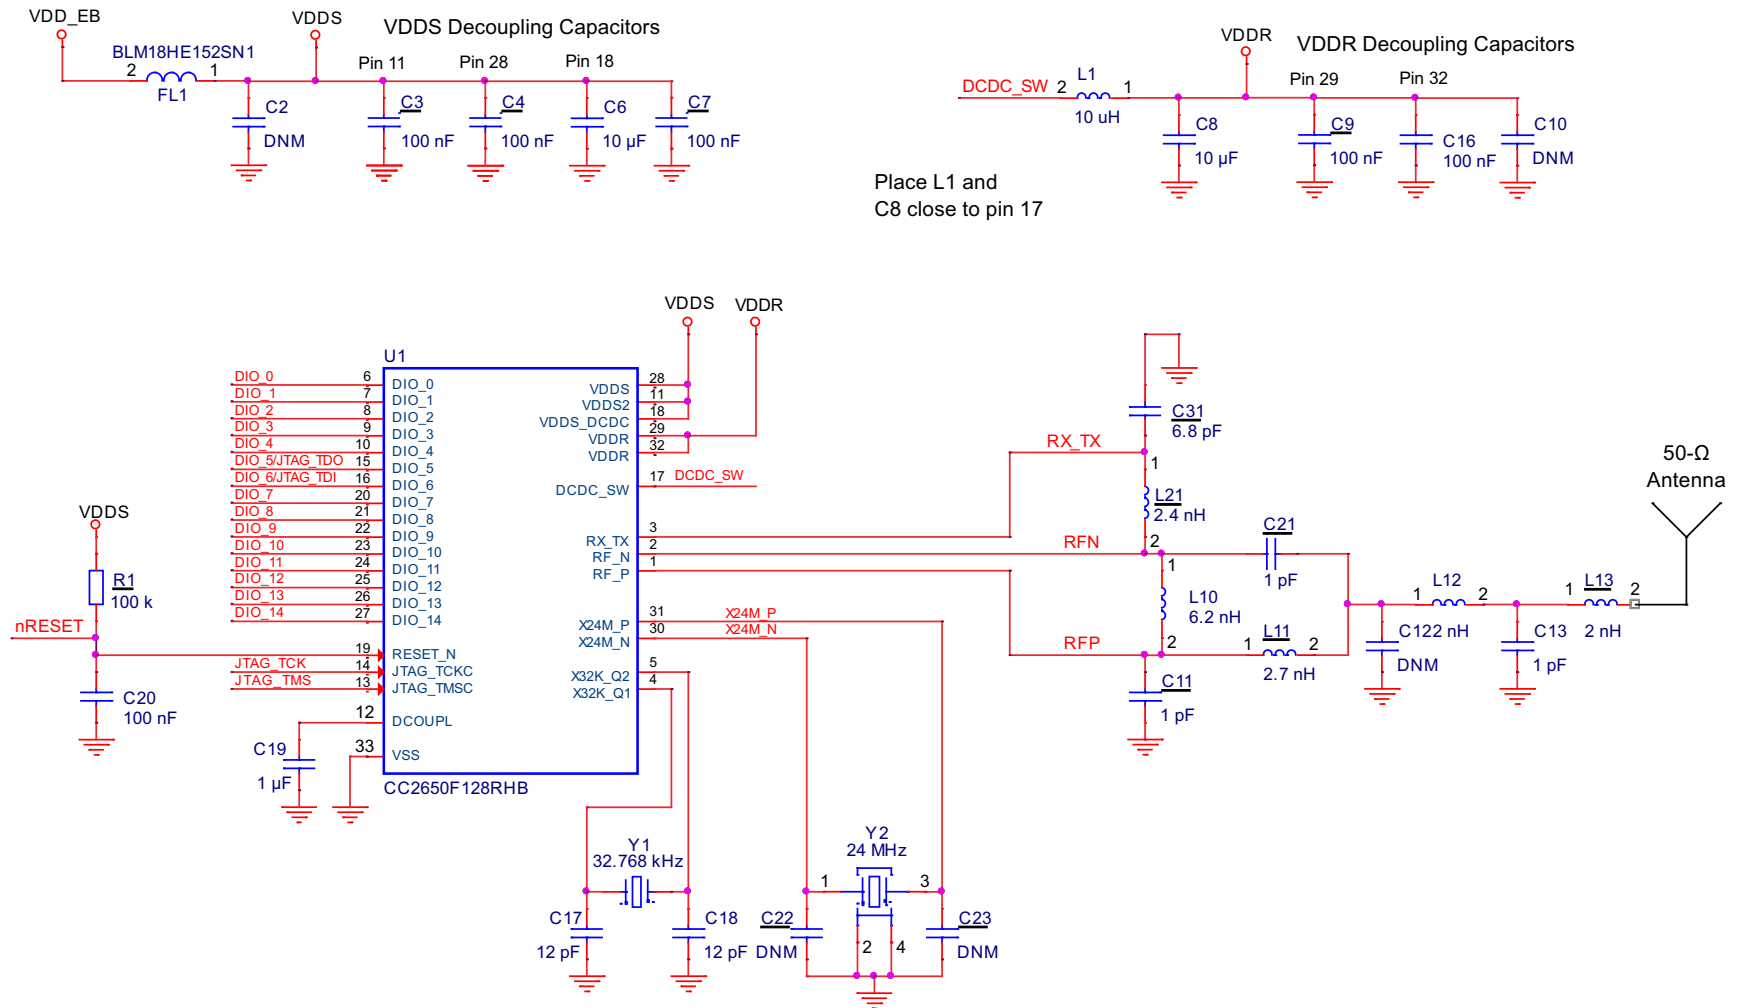 VDD_EB
VDDS
VDDS Decoupling Capacitors
BLM18HE152SN1
2
1
FL1
Pin 11
Pin 28
Pin 18
C2
DNM
C3
100 nF
C4
100 nF
C6
10 µF
C7
100 nF
VDDR
VDDR Decoupling Capacitors
DCDC_SW
2
L1
1
10 uH
Pin 29
Pin 32
C8
10 µF
C9
100 nF
C16
100 nF
C10
DNM
Place L1 and
C8 close to pin 17
VDDS
VDDR
U1
DIO_0
6
DIO_0
DIO_1
7
DIO_1
DIO_2
8
DIO_2
DIO_3
9
DIO_3
DIO_4
10
DIO_4
DIO_5/JTAG_TDO
15
DIO_5
DIO_6/JTAG_TDI
16
DIO_6
DIO_7
20
DIO_7
DIO_8
21
DIO_8
DIO_9
22
DIO_9
DIO_10
23
DIO_10
DIO_11
24
DIO_11
DIO_12
25
DIO_12
DIO_13
26
DIO_13
DIO_14
27
DIO_14
19
RESET_N
JTAG_TCK
14
JTAG_TCKC
JTAG_TMS
13
JTAG_TMSC
12
DCOUPL
33
VSS
CC2650F128RHB
VDDS
28
VDDS2
11
VDDS_DCDC
18
VDDR
29
VDDR
32
DCDC_SW
17
DCDC_SW
RX_TX
3
RF_N
2
RF_P
1
X24M_P
31
X24M_P
X24M_N
30
X24M_N
X32K_Q2
5
X32K_Q1
4
VDDS
R1
100 k
nRESET
C20
100 nF
C19
1 µF
Y1
32.768 kHz
C17
12 pF
C18
12 pF
Y2
24 MHz
1
3
2
4
C22
DNM
C23
DNM
C31
6.8 pF
RX_TX
1
L21
2.4 nH
2
RFN
C21
1 pF
1
L10
6.2 nH
2
RFP
1
L11
2
2.7 nH
C11
1 pF
1
L12
2
C122 nH
DNM
C13
1 pF
1
L13
2
2 nH
50-Ω
Antenna